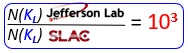 N(KL) Jefferson Lab
N(KL) SLAC = 10³